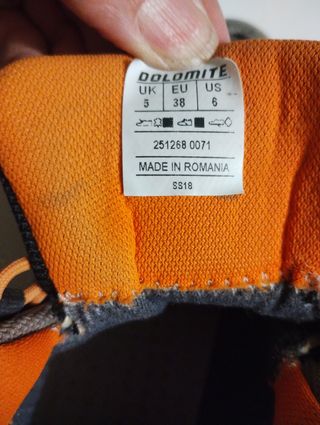 DOLOMITE
UK EU US
5 38 6
251268 0071
MADE IN ROMANIA
SS18